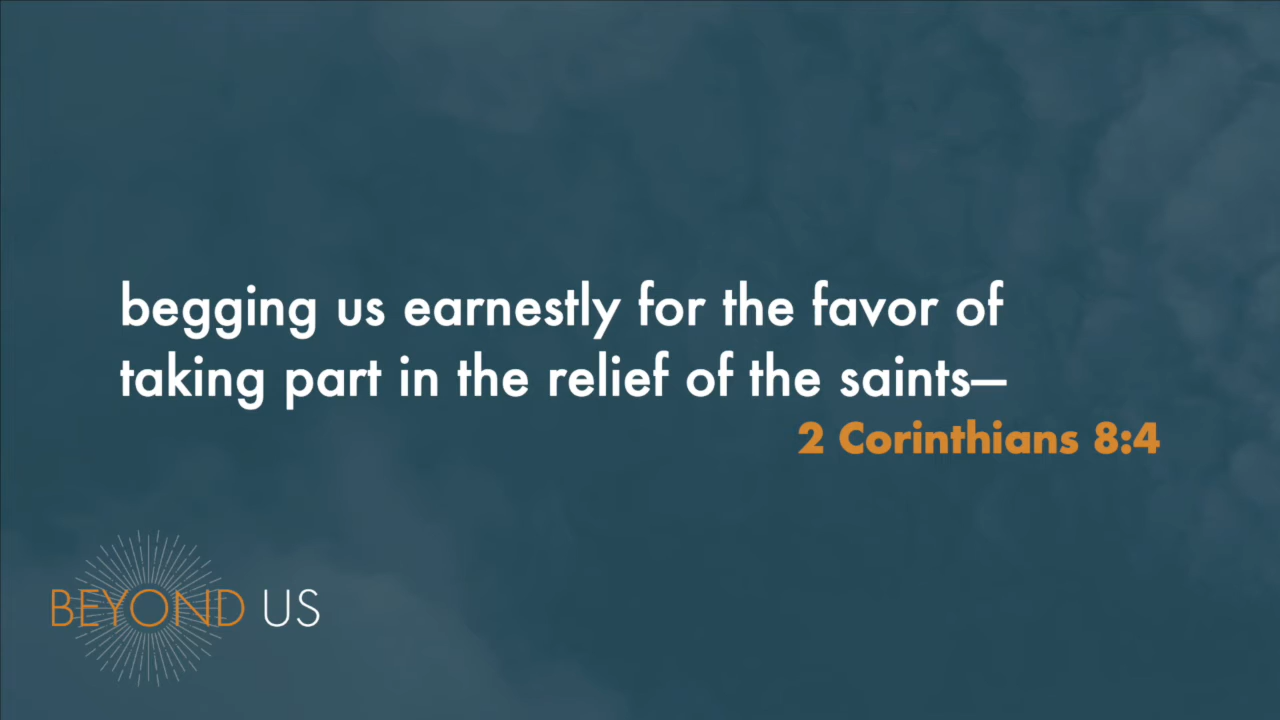 begging us earnestly for the favor of
taking part in the relief of the saints—
2 Corinthians 8:4
BEYOND US